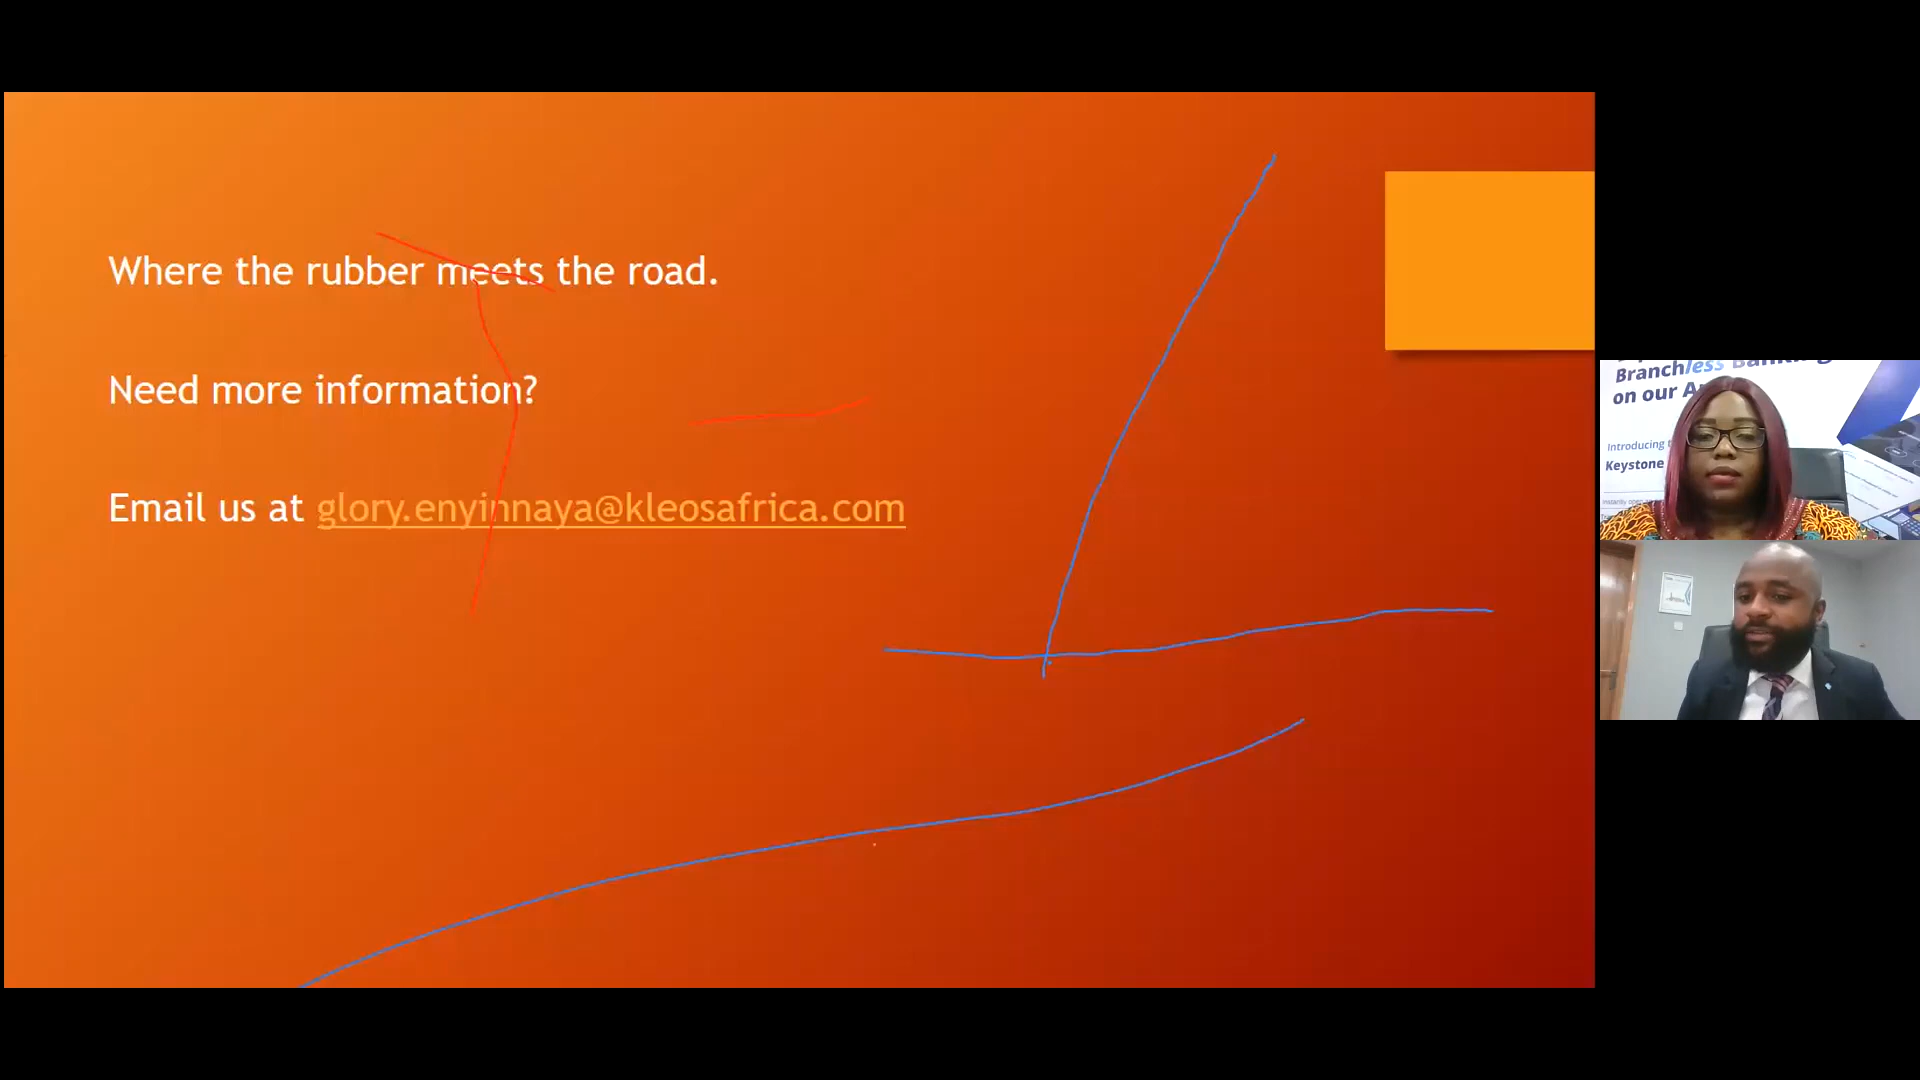 Where the rubber meets the road.
Need more information?
Email us at glory.enyinnaya@kleosafrica.com
Branchless Banking
on our A
Introducing
Keystone